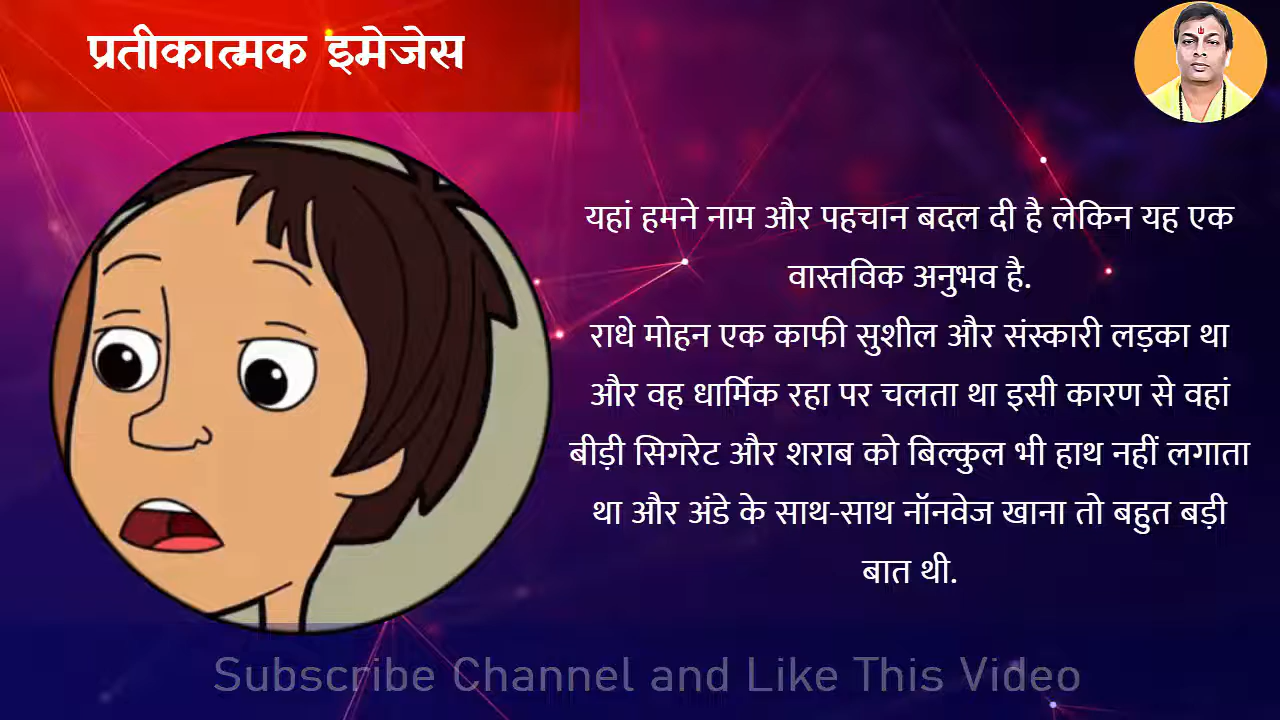 प्रतीकात्मक इमेजेस
यहां हमने नाम और पहचान बदल दी है लेकिन यह एक
वास्तविक अनुभव है.
राधे मोहन एक काफी सुशील और संस्कारी लड़का था
और वह धार्मिक रहा पर चलता था इसी कारण से वहां
बीड़ी सिगरेट और शराब को बिल्कुल भी हाथ नहीं लगाता
था और अंडे के साथ-साथ नॉनवेज खाना तो बहुत बड़ी
बात थी.
Subscribe Channel and Like This Video